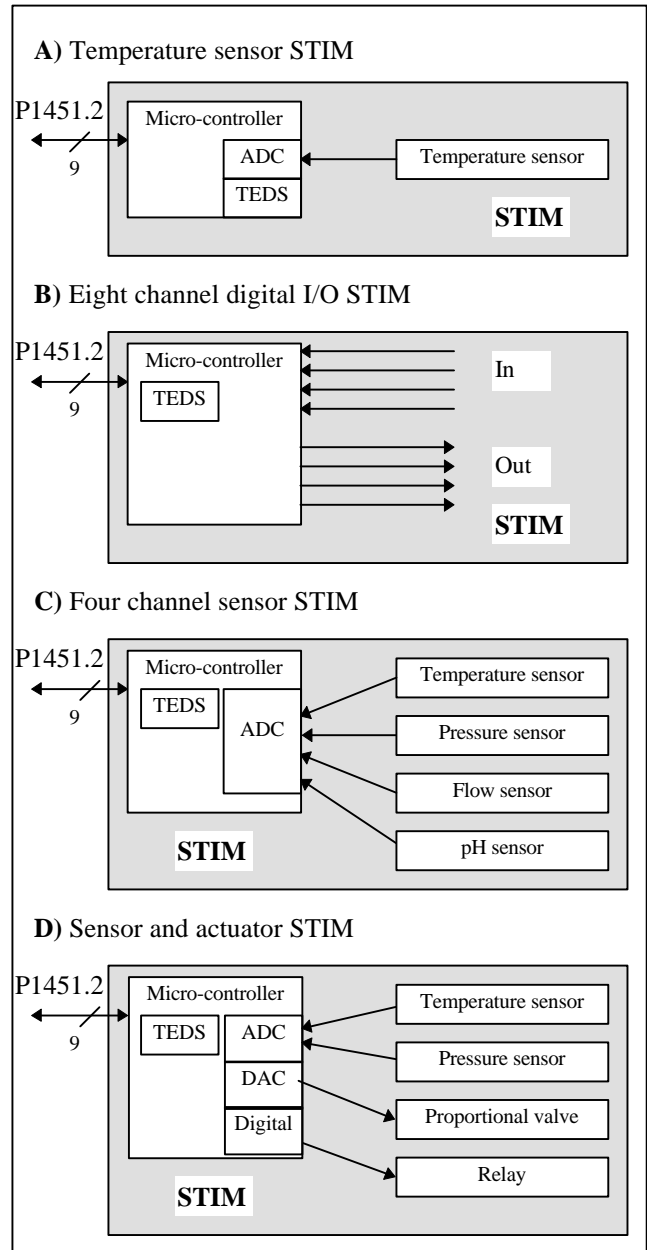 A) Temperature sensor STIM
P1451.2
9
Micro-controller
ADC
TEDS
Temperature sensor
STIM
B) Eight channel digital I/O STIM
P1451.2
9
Micro-controller
TEDS
In
Out
STIM
C) Four channel sensor STIM
P1451.2
9
Micro-controller
TEDS
ADC
Temperature sensor
Pressure sensor
Flow sensor
pH sensor
STIM
D) Sensor and actuator STIM
P1451.2
9
Micro-controller
TEDS
ADC
DAC
Digital
Temperature sensor
Pressure sensor
Proportional valve
Relay
STIM